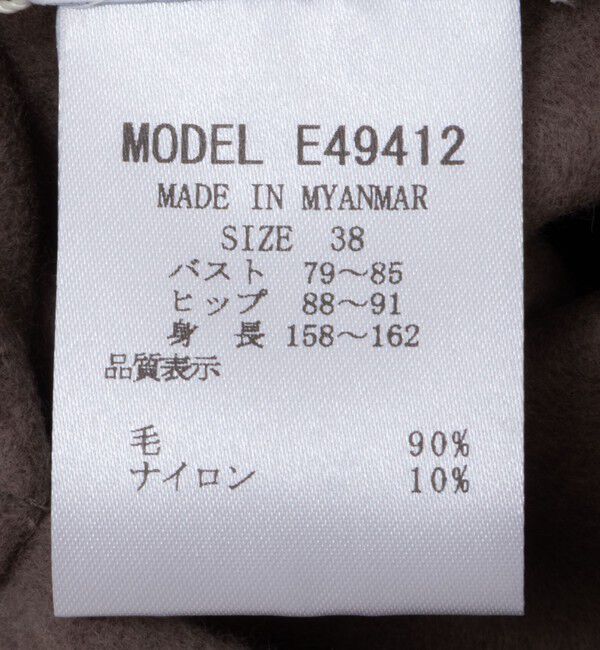 MODEL E49412
MADE IN MYANMAR
SIZE 38
バスト 79～85
ヒップ 88～91
身 長 158～162
品質表示
毛 90%
ナイロン 10%